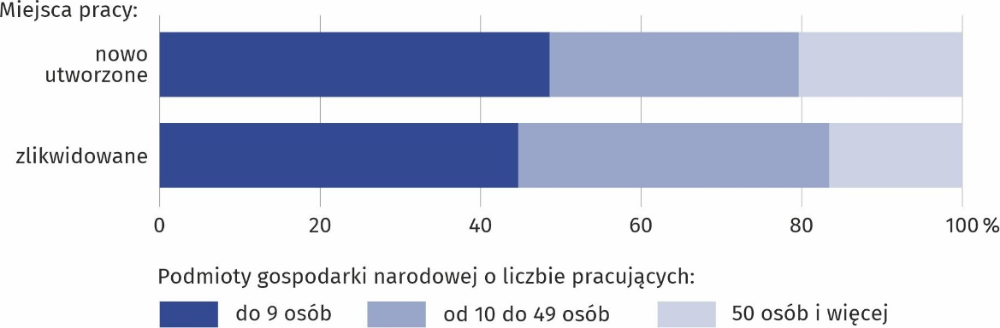 Miejsca pracy:
nowo
utworzone
zlikwidowane
0 20 40 60 80 100 %
Podmioty gospodarki narodowej o liczbie pracujących:
do 9 osób od 10 do 49 osób 50 osób i więcej